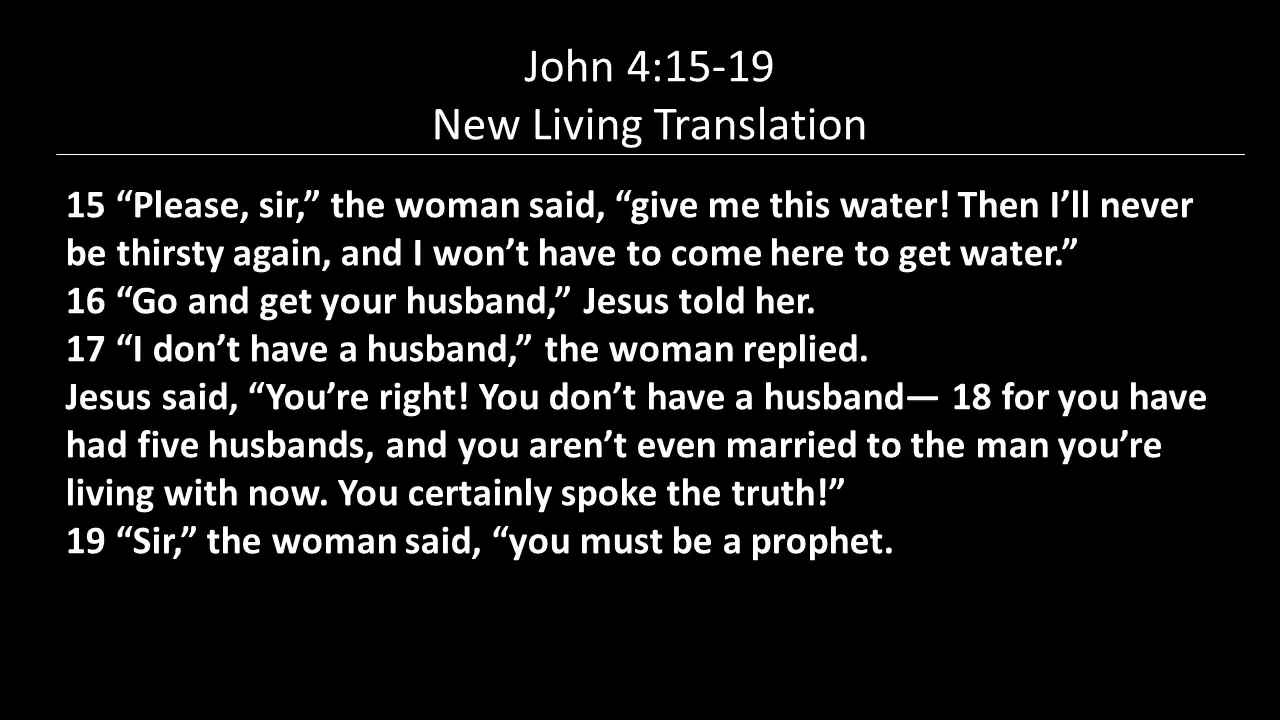 John 4:15-19
New Living Translation
15 “Please, sir,” the woman said, “give me this water! Then I’ll never
be thirsty again, and I won’t have to come here to get water.”
16 “Go and get your husband,” Jesus told her.
17 “I don’t have a husband,” the woman replied.
Jesus said, “You’re right! You don’t have a husband— 18 for you have
had five husbands, and you aren’t even married to the man you’re
living with now. You certainly spoke the truth!”
19 “Sir,” the woman said, “you must be a prophet.